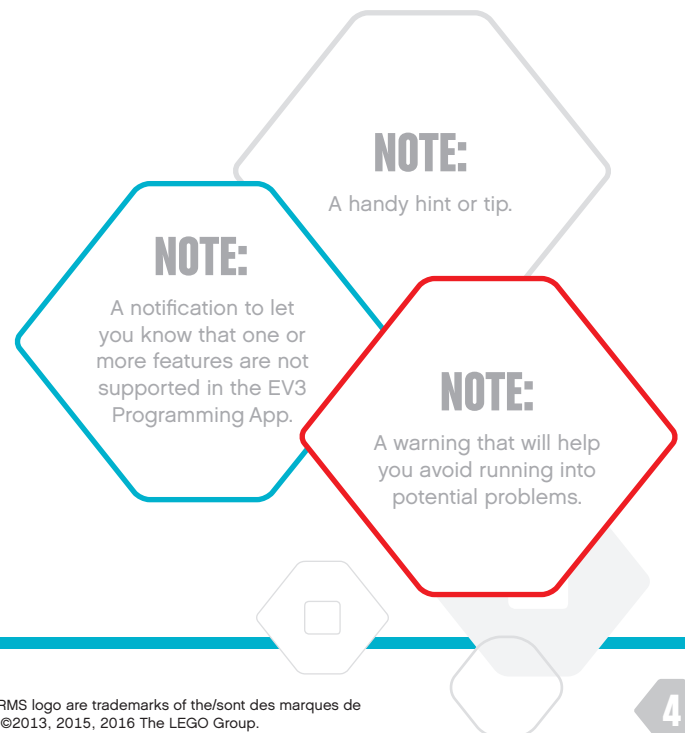 NOTE:
A handy hint or tip.
NOTE:
A notification to let
you know that one or
more features are not
supported in the EV3
Programming App.
NOTE:
A warning that will help
you avoid running into
potential problems.
RMS logo are trademarks of the/sont des marques de
©2013, 2015, 2016 The LEGO Group.
4